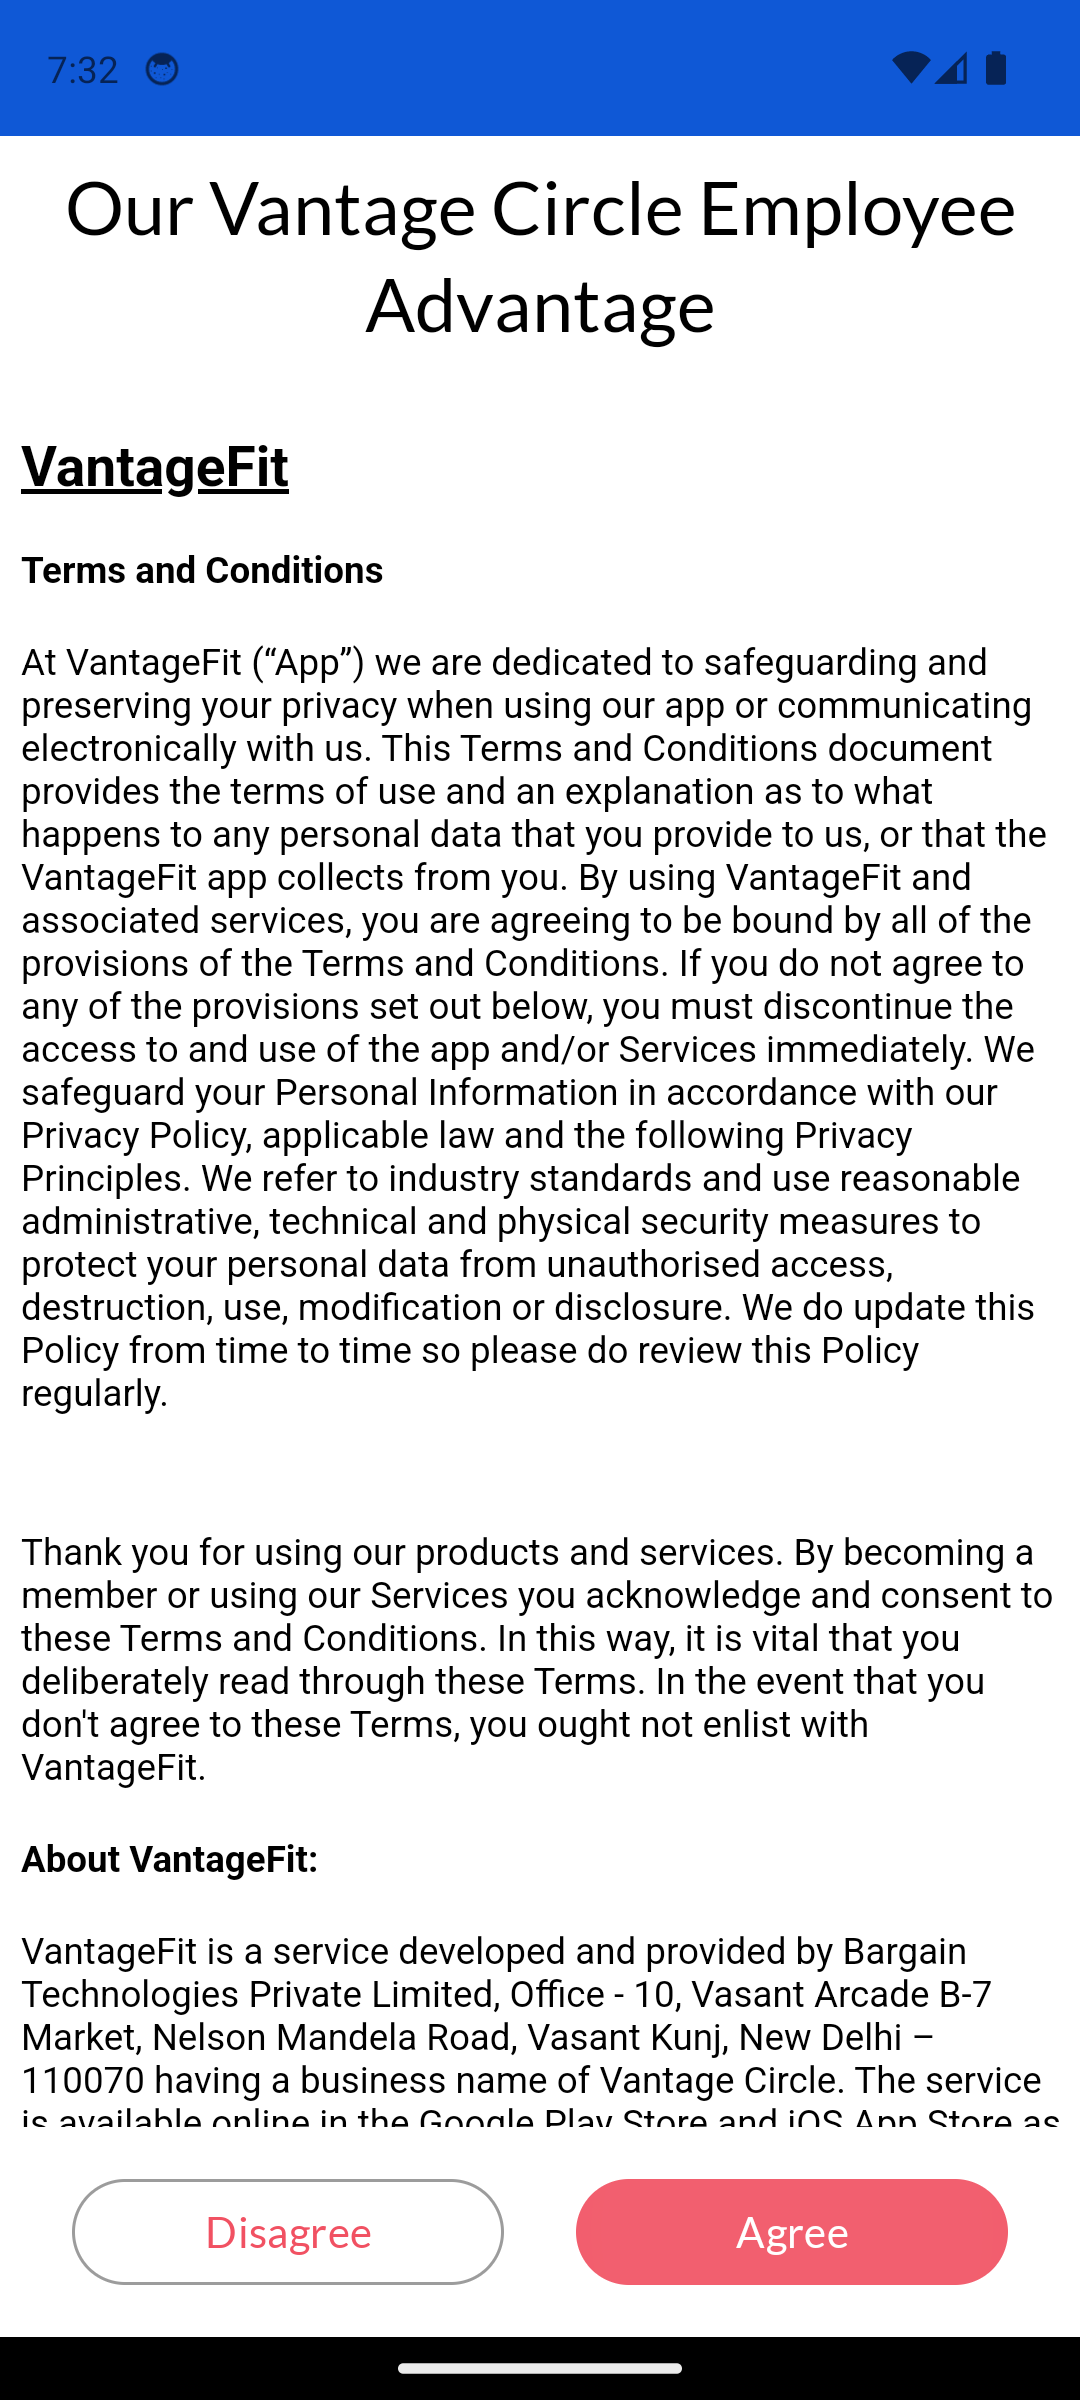 7:32
Our Vantage Circle Employee
Advantage
VantageFit
Terms and Conditions
At VantageFit (“App”) we are dedicated to safeguarding and
preserving your privacy when using our app or communicating
electronically with us. This Terms and Conditions document
provides the terms of use and an explanation as to what
happens to any personal data that you provide to us, or that the
VantageFit app collects from you. By using VantageFit and
associated services, you are agreeing to be bound by all of the
provisions of the Terms and Conditions. If you do not agree to
any of the provisions set out below, you must discontinue the
access to and use of the app and/or Services immediately. We
safeguard your Personal Information in accordance with our
Privacy Policy, applicable law and the following Privacy
Principles. We refer to industry standards and use reasonable
administrative, technical and physical security measures to
protect your personal data from unauthorised access,
destruction, use, modification or disclosure. We do update this
Policy from time to time so please do review this Policy
regularly.
Thank you for using our products and services. By becoming a
member or using our Services you acknowledge and consent to
these Terms and Conditions. In this way, it is vital that you
deliberately read through these Terms. In the event that you
don't agree to these Terms, you ought not enlist with
VantageFit.
About VantageFit:
VantageFit is a service developed and provided by Bargain
Technologies Private Limited, Office - 10, Vasant Arcade B-7
Market, Nelson Mandela Road, Vasant Kunj, New Delhi –
110070 having a business name of Vantage Circle. The service
is available online in the Google Play Store and iOS App Store as
Disagree
Agree